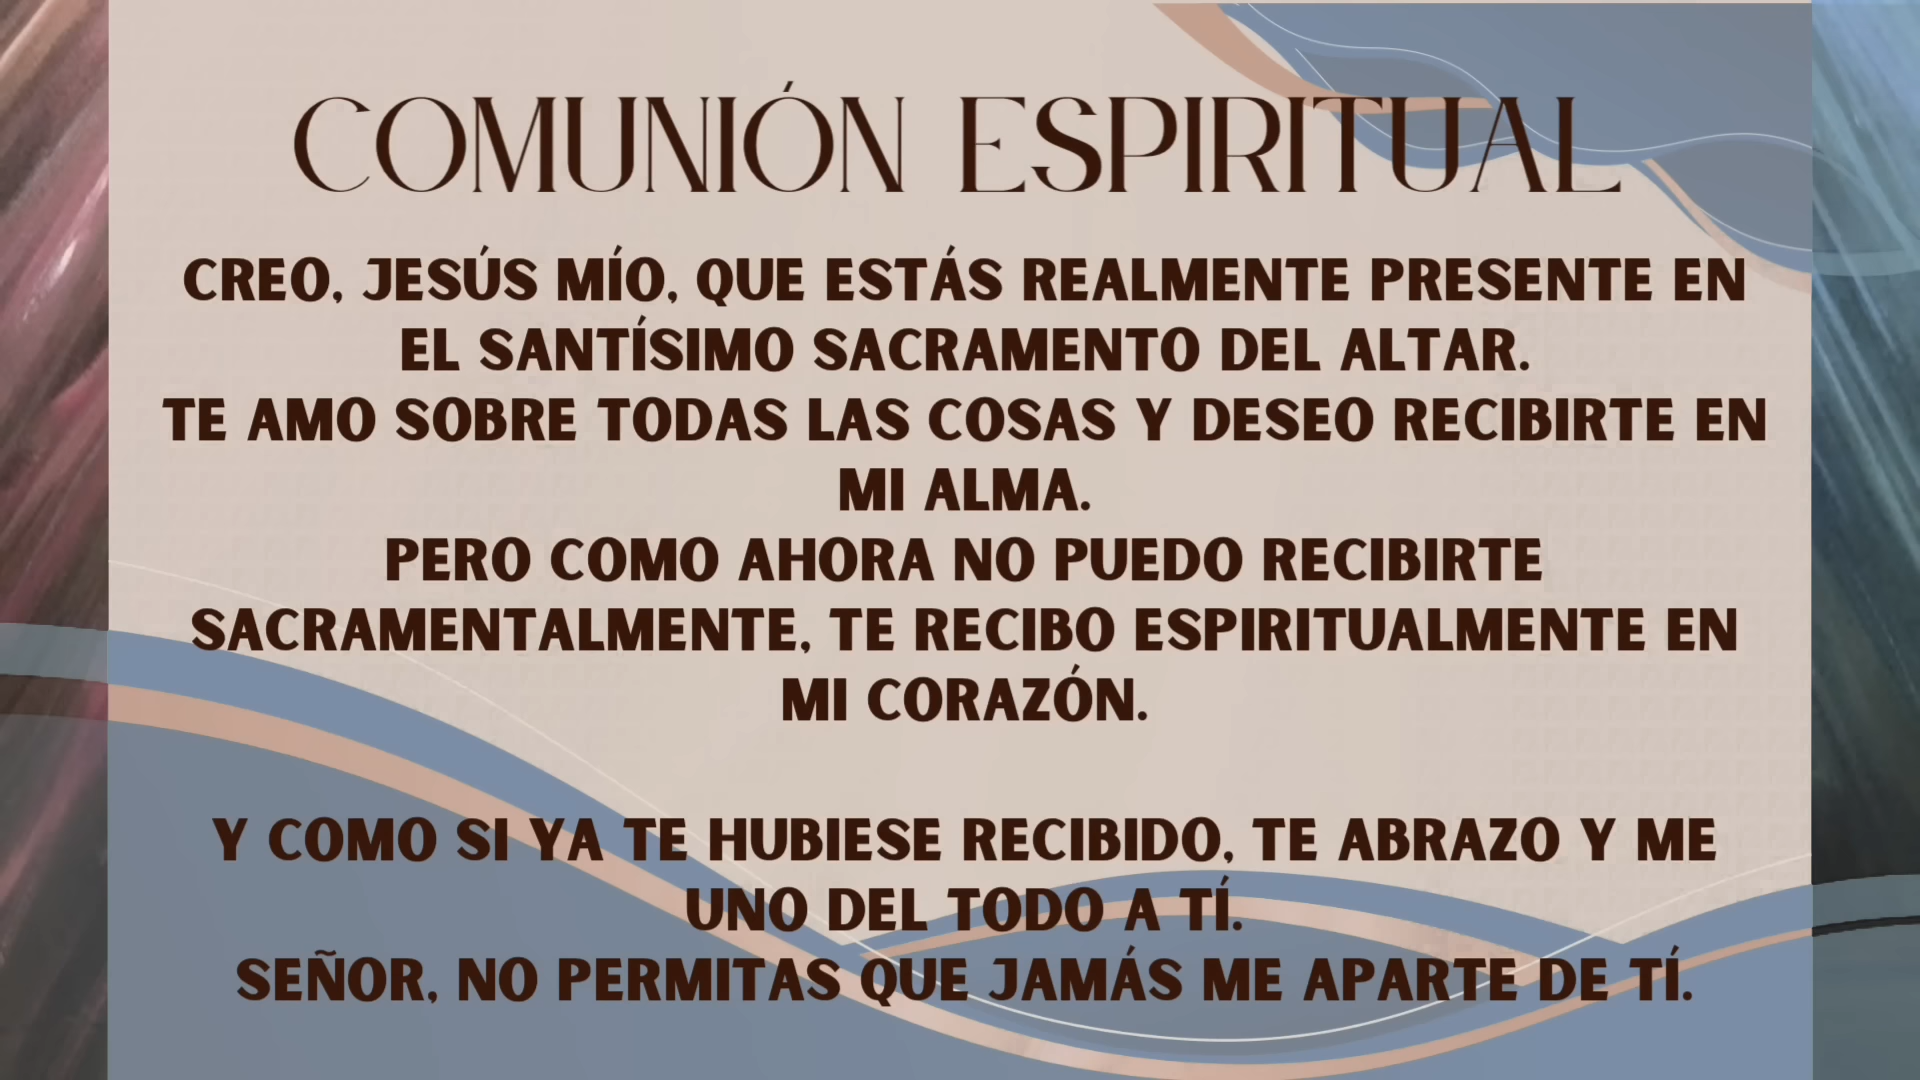 COMUNIÓN ESPIRITUAL
CREO, JESÚS MÍO, QUE ESTÁS REALMENTE PRESENTE EN
EL SANTÍSIMO SACRAMENTO DEL ALTAR.
TE AMO SOBRE TODAS LAS COSAS Y DESEO RECIBIRTE EN
MI ALMA.
PERO COMO AHORA NO PUEDO RECIBIRTE
SACRAMENTALMENTE, TE RECIBO ESPIRITUALMENTE EN
MI CORAZÓN.
Y COMO SI YA TE HUBIESE RECIBIDO, TE ABRAZO Y ME
UNO DEL TODO A TÍ.
SEÑOR, NO PERMITAS QUE JAMÁS ME APARTE DE TÍ.